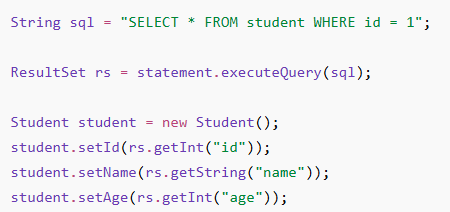 String sql = "SELECT * FROM student WHERE id = 1";
ResultSet rs = statement.executeQuery(sql);
Student student = new Student();
student.setId(rs.getInt("id"));
student.setName(rs.getString("name"));
student.setAge(rs.getInt("age"));